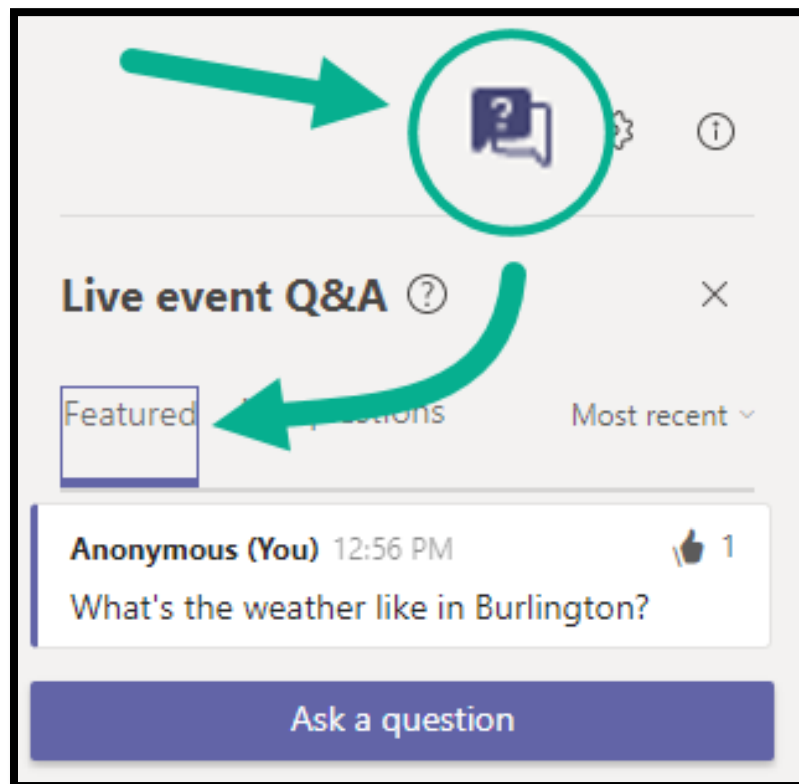 Live event Q&A
Featured
Most recent
Anonymous (You) 12:56 PM
1
What's the weather like in Burlington?
Ask a question